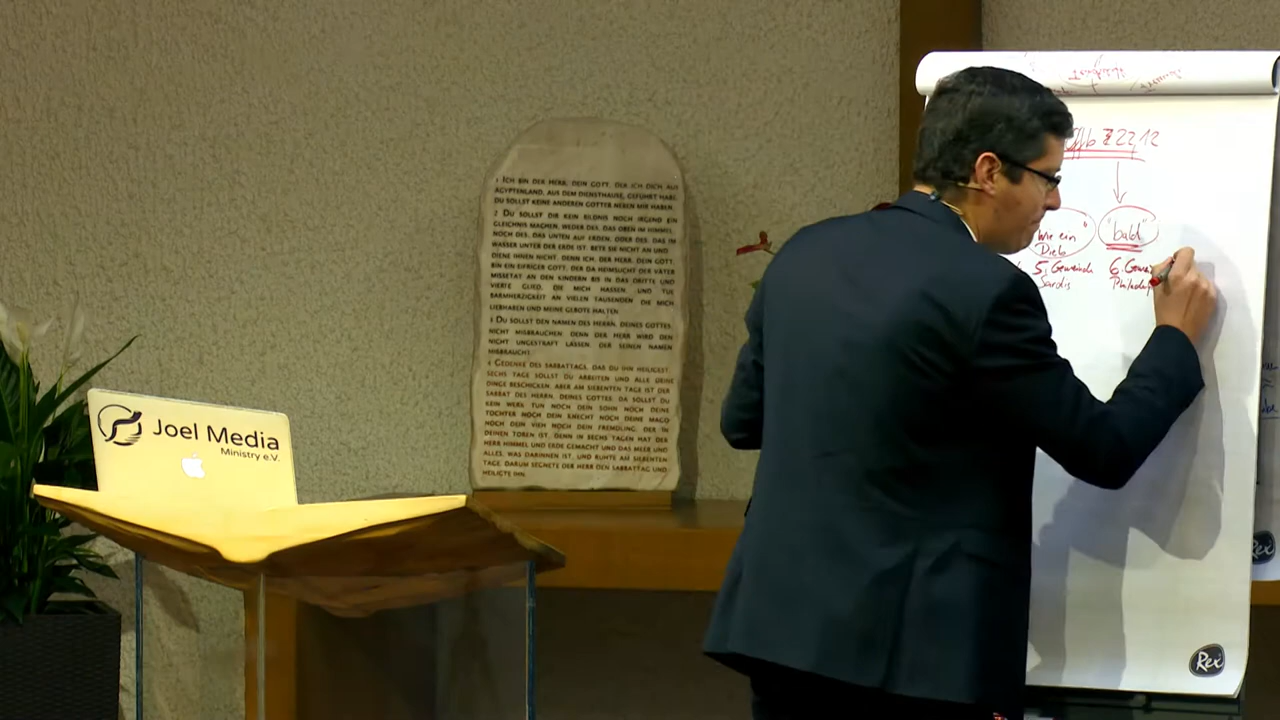 1 ICH BIN DER HERR, DEIN GOTT, DER ICH DICH AUS
ÄGYPTENLAND, AUS DEM DIENSTHAUSE, GEFÜHRT HABE.
DU SOLLST KEINE ANDEREN GÖTTER NEBEN MIR HABEN.
2 DU SOLLST DIR KEIN BILDNIS NOCH IRGEND EIN
GLEICHNIS MACHEN, WEDER DES, DAS OBEN IM HIMMEL,
NOCH DES, DAS UNTEN AUF ERDEN, ODER DES, DAS IM
WASSER UNTER DER ERDE IST. BETE SIE NICHT AN UND
DIENE IHNEN NICHT. DENN ICH, DER HERR, DEIN GOTT,
BIN EIN EIFRIGER GOTT, DER DA HEIMSUCHT DER VÄTER
MISSETAT AN DEN KINDERN BIS IN DAS DRITTE UND
VIERTE GLIED, DIE MICH HASSEN, UND TUE
BARMHERZIGKEIT AN VIELEN TAUSENDEN, DIE MICH
LIEBHABEN UND MEINE GEBOTE HALTEN.
3 DU SOLLST DEN NAMEN DES HERRN, DEINES GOTTES,
NICHT MISBRAUCHEN, DENN DER HERR WIRD DEN
NICHT UNGESTRAFT LASSEN, DER SEINEN NAMEN
MISBRAUCHT.
4 GEDENKE DES SABBATTAGS, DAS DU IHN HEILIGEST.
SECHS TAGE SOLLST DU ARBEITEN UND ALLE DEINE
DINGE BESCHICKEN, ABER AM SIEBENTEN TAGE IST DER
SABBAT DES HERRN, DEINES GOTTES, DA SOLLST DU
KEIN WERK TUN NOCH DEIN SOHN NOCH DEINE
TOCHTER NOCH DEIN KNECHT NOCH DEINE MAGD
NOCH DEIN VIEH NOCH DEIN FREMDLING, DER IN
DEINEN TOREN IST, DENN IN SECHS TAGEN HAT DER
HERR HIMMEL UND ERDE GEMACHT UND DAS MEER UND
ALLES, WAS DARINNEN IST, UND RUHTE AM SIEBENTEN
TAGE. DARUM SEGNETE DER HERR DEN SABBATTAG UND
HEILIGTE IHN.
Joel Media
Ministry e.V.
Offb 22,12
wie ein "
Dieb
"bald"
5. Gemeinde
Sardis
6. Gemei
Philadelp
Rex
Rex